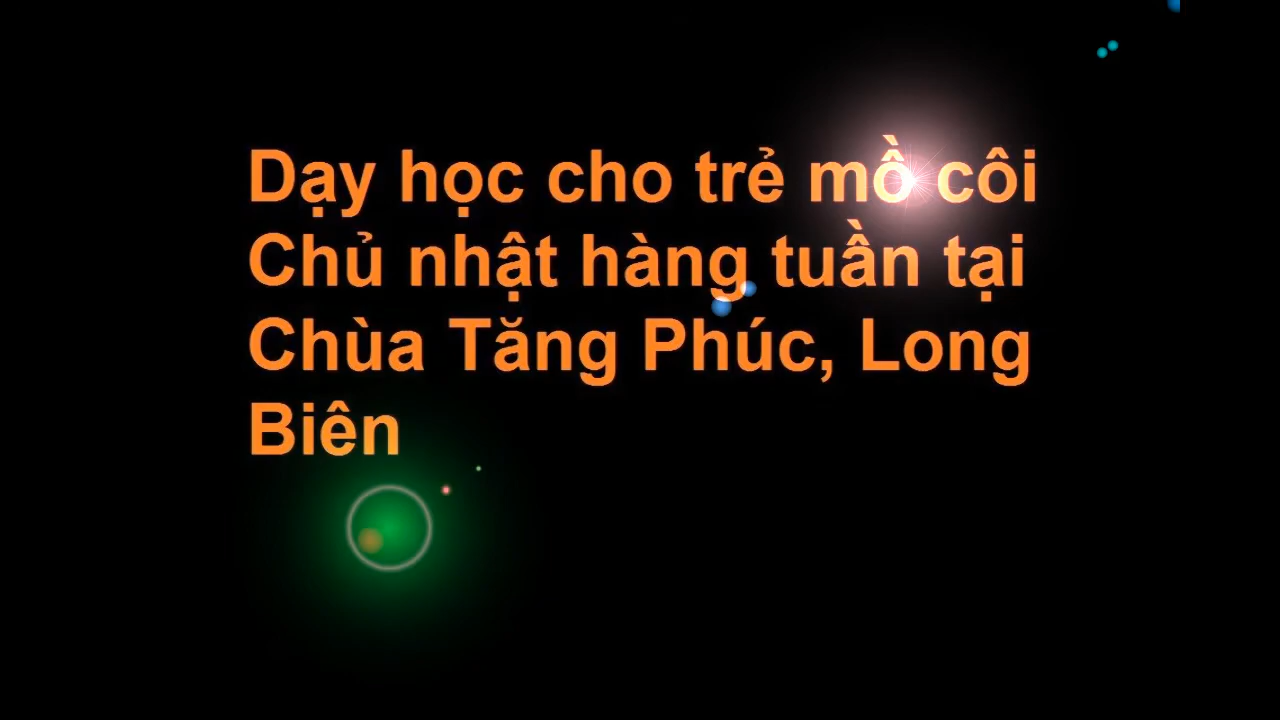 Dạy học cho trẻ mồ côi
Chủ nhật hàng tuần tại
Chùa Tăng Phúc, Long
Biên